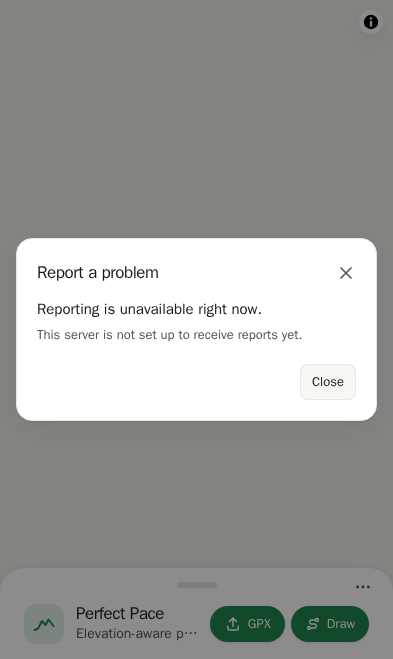 Report a problem
Reporting is unavailable right now.
This server is not set up to receive reports yet.
Close
Perfect Pace
Elevation-aware p···
GPX
Draw